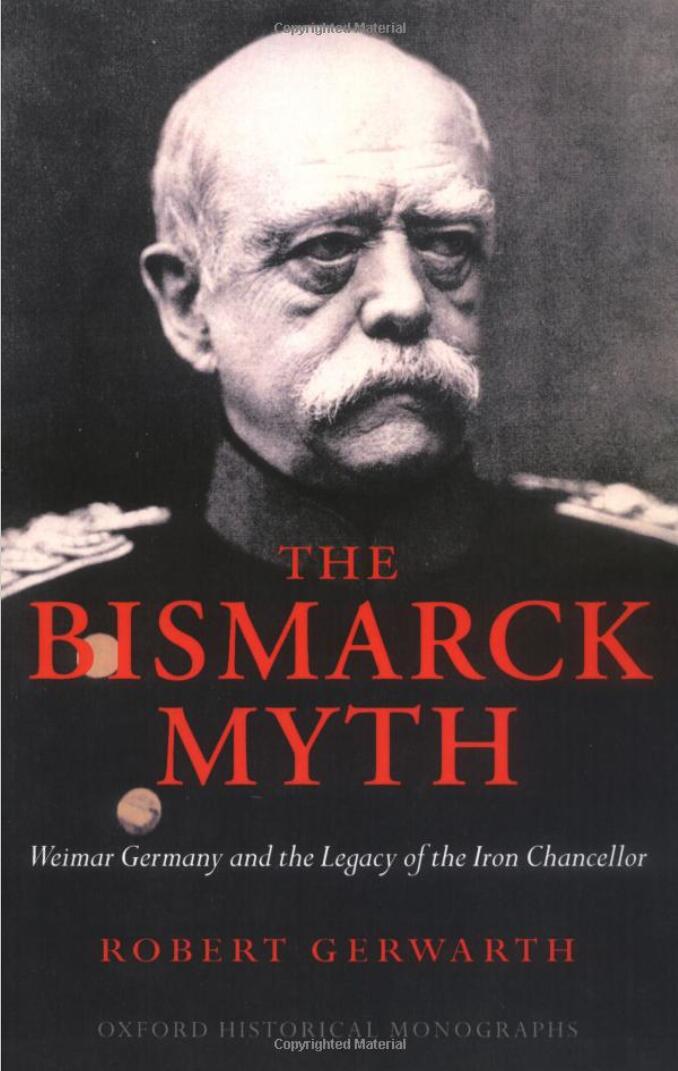 Copyrighted Material
THE
BISMARCK
MYTH
Weimar Germany and the Legacy of the Iron Chancellor
ROBERT GERWARTH
OXFORD HISTORICAL MONOGRAPHS
Copyrighted Material